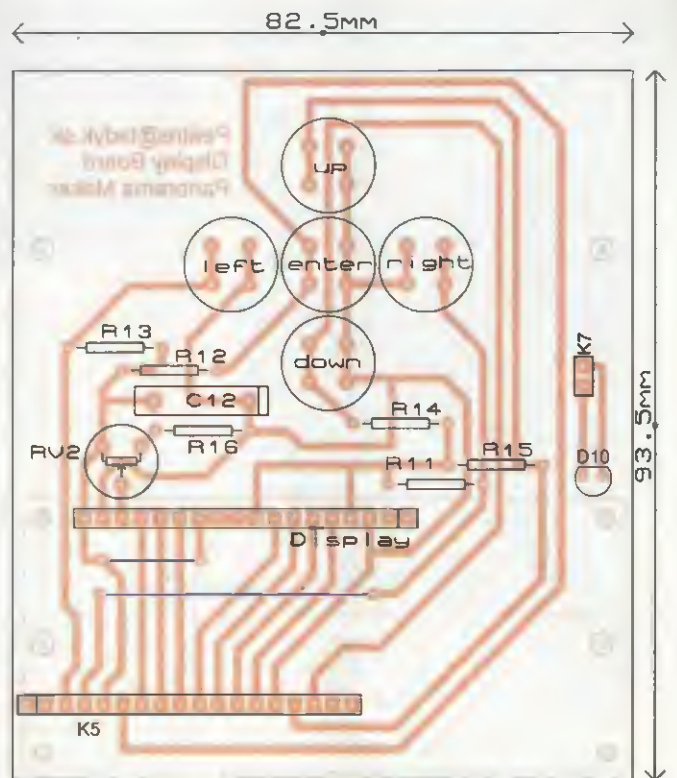 82.5mm
Display Board
Panorama Maker
up
left
enter
right
down
R13
R12
C12
R16
RV2
R14
R11
R15
K7
D10
93.5mm
Display
K5